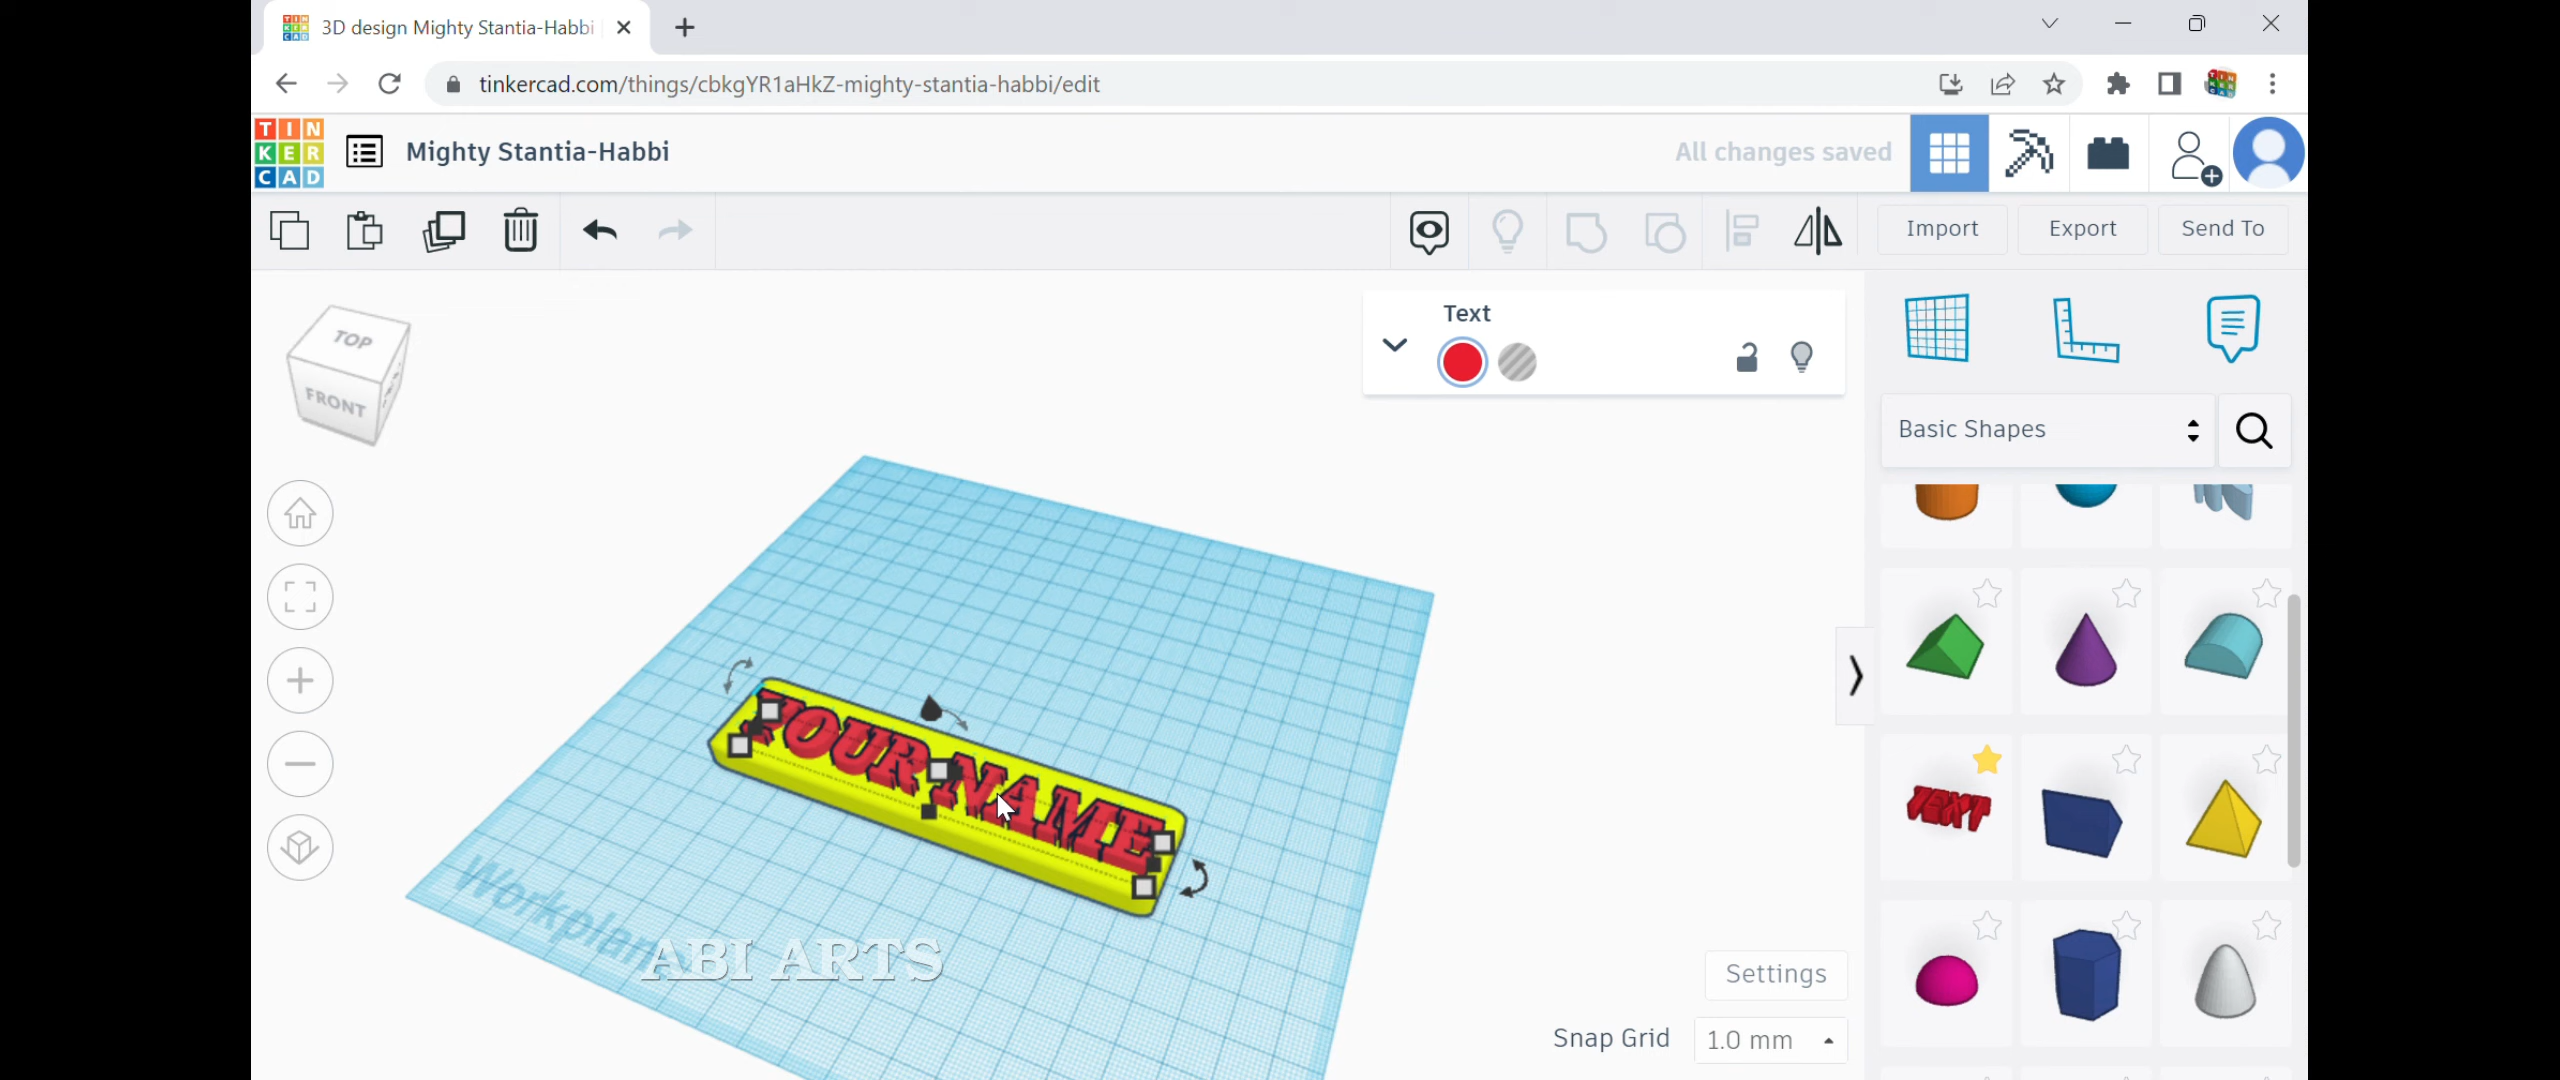 3D design Mighty Stantia-Habbi
tinkercad.com/things/cbkgYR1aHkZ-mighty-stantia-habbi/edit
TIN
KER
CAD
Mighty Stantia-Habbi
All changes saved
Import
Export
Send To
TOP
FRONT
Text
Basic Shapes
TEXT
YOUR NAME
Workplane
ABI ARTS
Settings
Snap Grid
1.0 mm